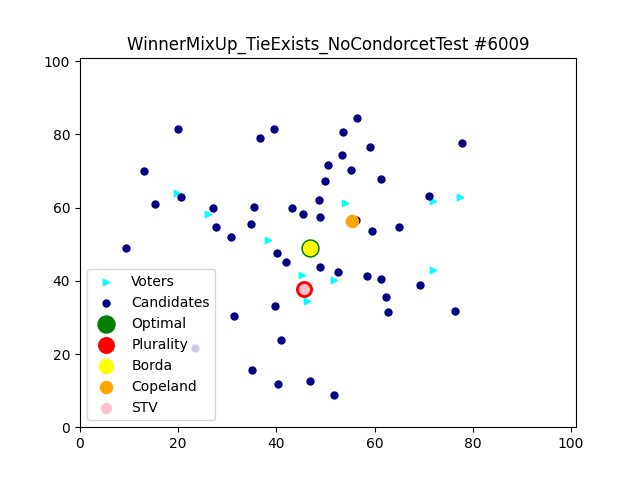 WinnerMixUp_TieExists_NoCondorcetTest #6009
100
80
60
40
20
0
0 20 40 60 80 100
Voters
Candidates
Optimal
Plurality
Borda
Copeland
STV